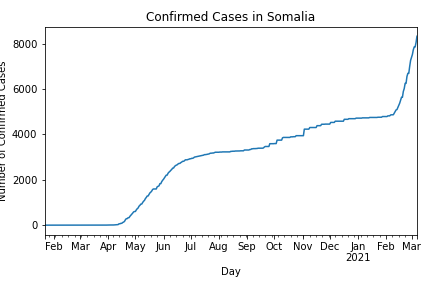 Confirmed Cases in Somalia
Number of Confirmed Cases
8000
6000
4000
2000
0
Feb Mar Apr May Jun Jul Aug Sep Oct Nov Dec Jan Feb Mar
2021
Day